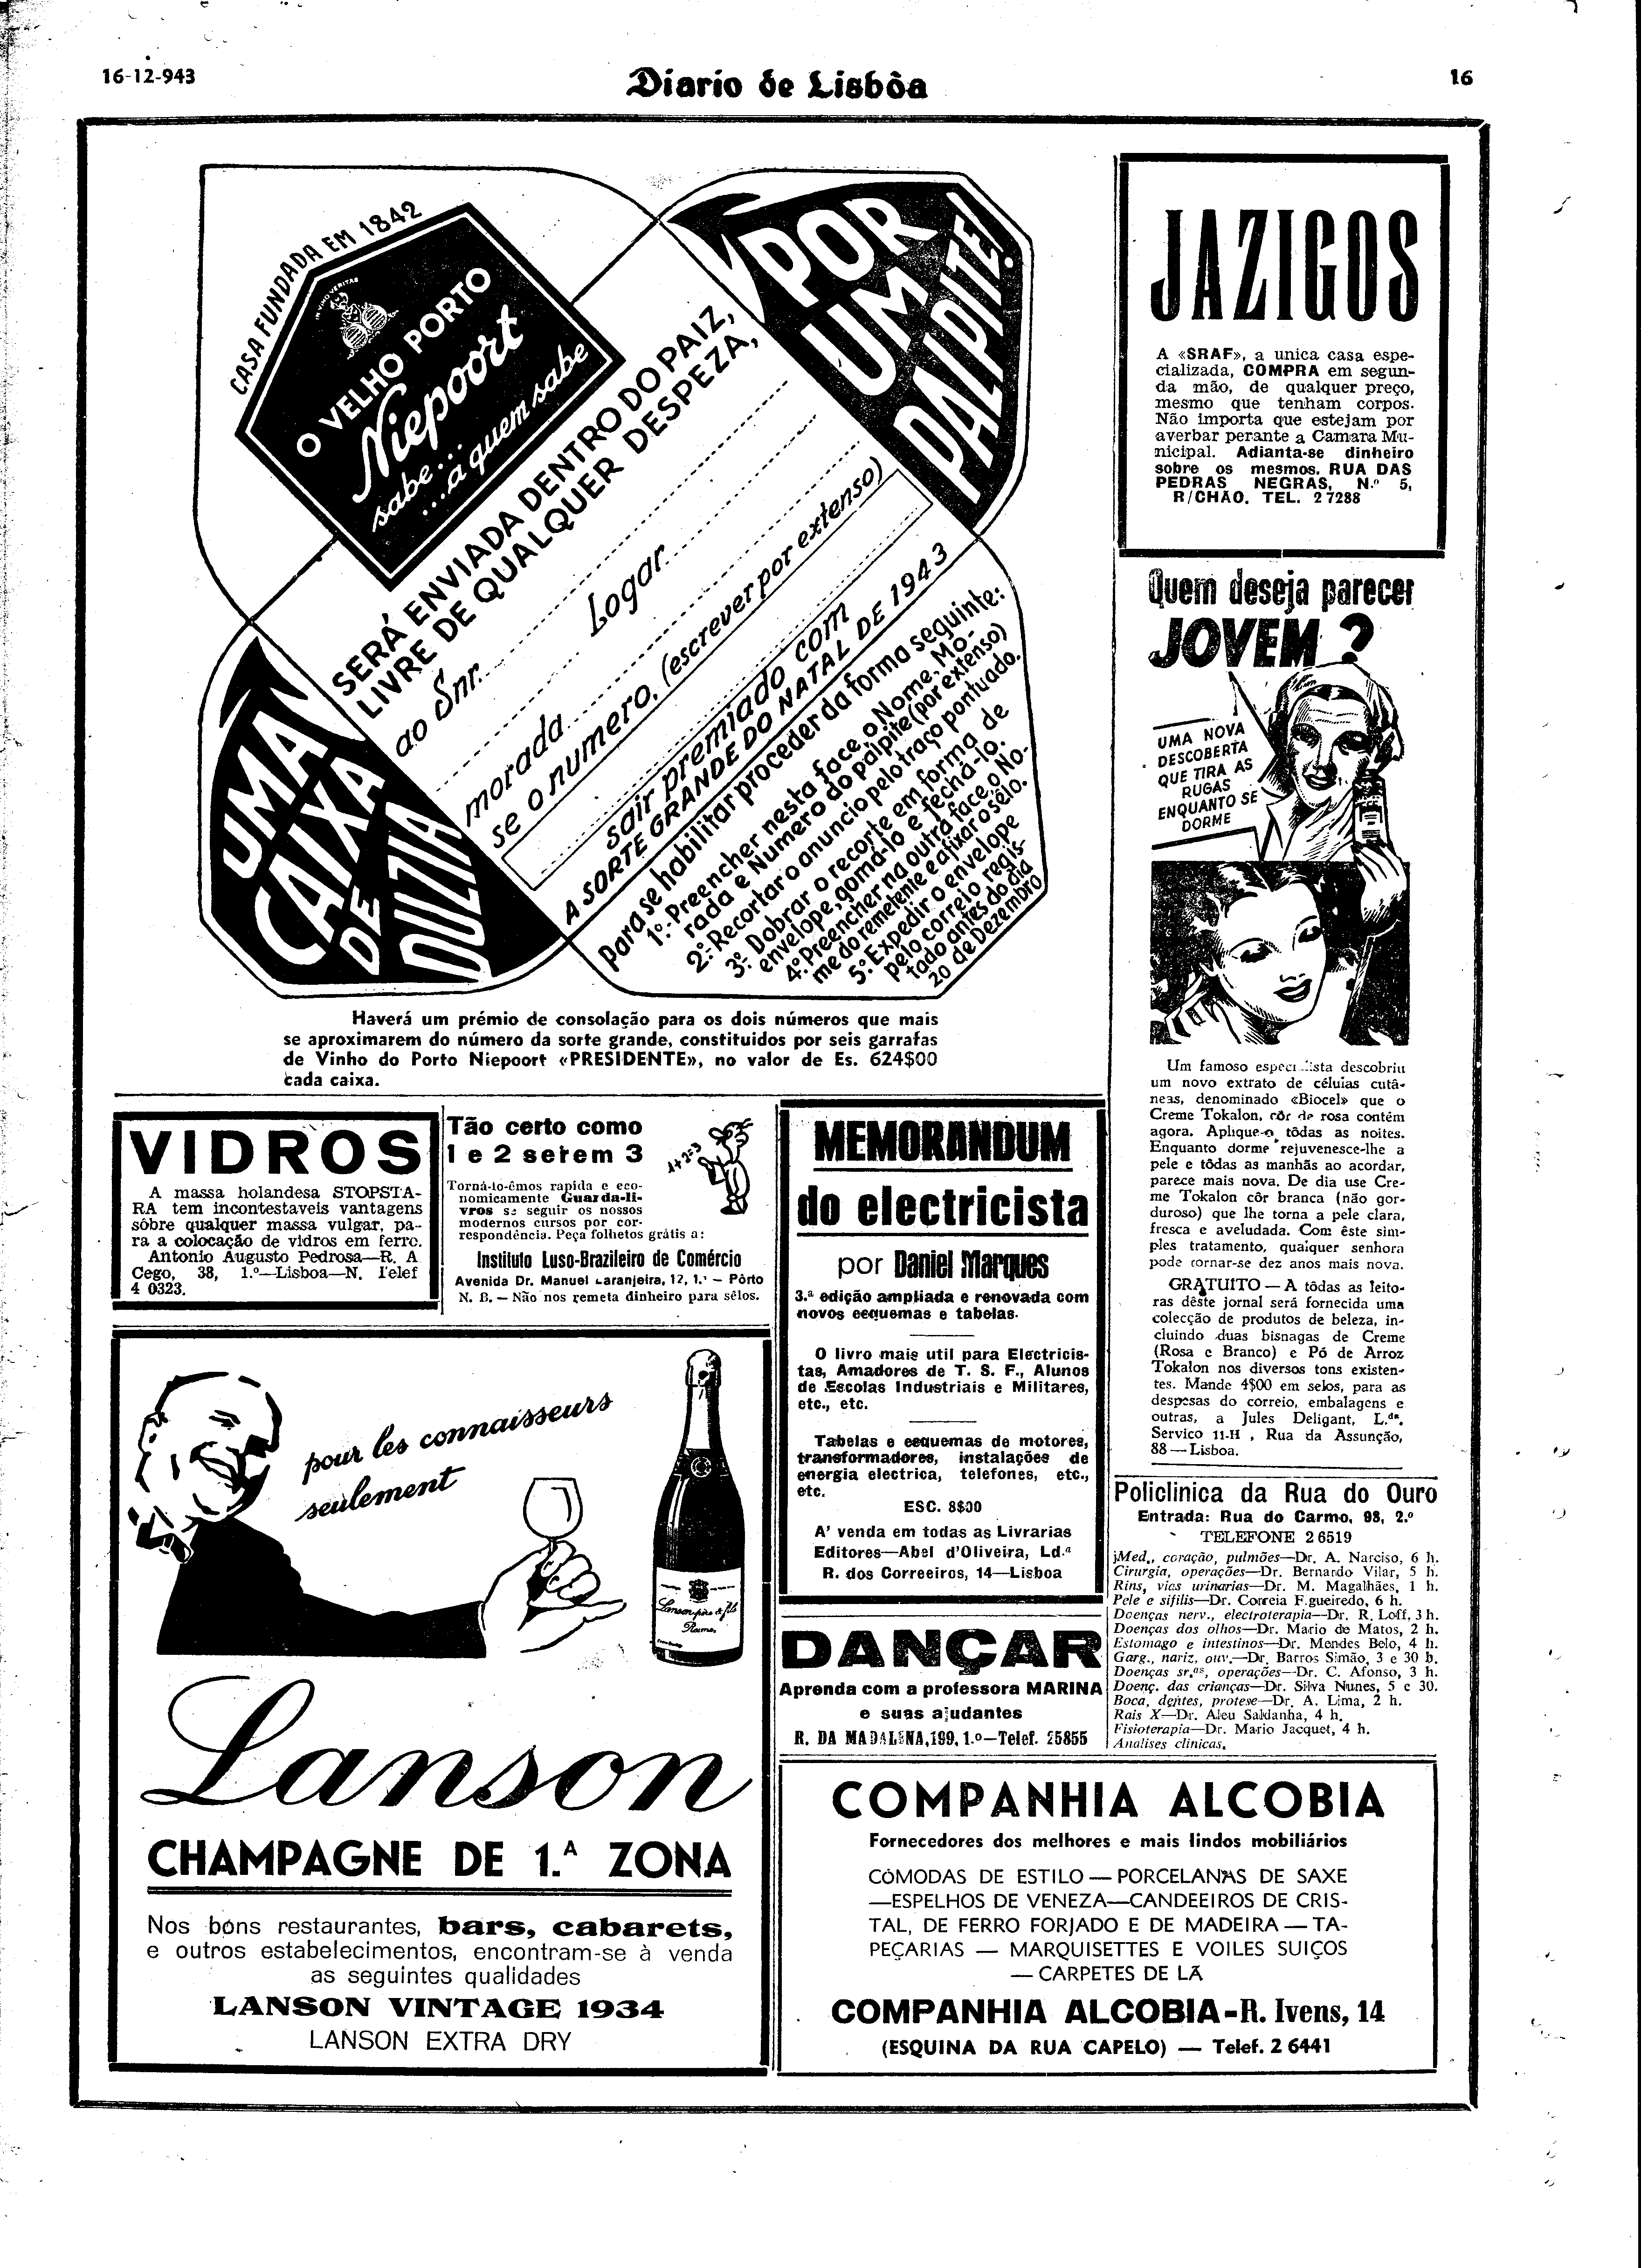 16-12-943
Diario de Lisbôa
16
CASA FUNDADA EM 1842
IN VINO VERITAS
O VELHO PORTO
Niepoort
sabe...
...a quem sabe
POR
UM
PALPITE!
UMA
CAIXA
DE
DUZIA
SERÁ ENVIADA DENTRO DO PAIZ,
LIVRE DE QUALQUER DESPEZA,
ao Snr.
Logar
morada
se o numero, (escrever por extenso)
sair premiado com
A SORTE GRANDE DO NATAL DE 1943
Para se habilitar proceder da forma seguinte:
1º.-Preencher nesta face, o Nome, Mo-
rada e Numero do palpite (por extenso)
2º.-Recortar o anuncio pelo traço pontuado.
3º.- Dobrar o recorte em forma de
envelope, gomá-lo e fechá-lo.
4º.Preencher na outra face, o No-
me do remetente e afixar o sêlo.
5º.Expedir o envelope
pelo correio regis-
tado antes do dia
20 de Dezembro
Haverá um prémio de consolação para os dois números que mais
se aproximarem do número da sorte grande, constituidos por seis garrafas
de Vinho do Porto Niepoort «PRESIDENTE», no valor de Es. 624$00
cada caixa.
JAZIGOS
A «SRAF», a unica casa espe-
cializada, COMPRA em segun-
da mão, de qualquer preço,
mesmo que tenham corpos.
Não importa que estejam por
averbar perante a Camara Mu-
nicipal. Adianta-se dinheiro
sobre os mesmos. RUA DAS
PEDRAS NEGRAS, N.º 5,
R/CHÃO. TEL. 2 7288
Quem deseja parecer
JOVEM?
UMA NOVA
DESCOBERTA
QUE TIRA AS
RUGAS
ENQUANTO SE
DORME
Um famoso especialista descobriu
um novo extrato de células cutâ-
neas, denominado «Biocel» que o
Creme Tokalon, côr de rosa contém
agora. Aplique-o tôdas as noites.
Enquanto dorme rejuvenesce-lhe a
pele e tôdas as manhãs ao acordar,
parece mais nova. De dia use Cre-
me Tokalon côr branca (não gor-
duroso) que lhe torna a pele clara,
fresca e aveludada. Com êste sim-
ples tratamento, qualquer senhora
pode tornar-se dez anos mais nova.
GRATUITO — A tôdas as leito-
ras dêste jornal será fornecida uma
colecção de produtos de beleza, in-
cluindo duas bisnagas de Creme
(Rosa e Branco) e Pó de Arroz
Tokalon nos diversos tons existen-
tes. Mande 4$00 em selos, para as
despesas do correio, embalagens e
outras, a Jules Deligant, L.da,
Servico 11-H , Rua da Assunção,
88 — Lisboa.
VIDROS
A massa holandesa STOPSTA-
RA tem incontestaveis vantagens
sôbre qualquer massa vulgar, pa-
ra a colocação de vidros em ferro.
Antonio Augusto Pedrosa—R. A
Cego, 38, 1.º—Lisboa—N. Telef
4 0323.
Tão certo como
1 e 2 serem 3
1+2=3
Torná-lo-êmos rapida e eco-
nomicamente Guarda-li-
vros se seguir os nossos
modernos cursos por cor-
respondência. Peça folhetos grátis a:
Instituto Luso-Brazileiro de Comércio
Avenida Dr. Manuel Laranjeira, 12, 1.º — Pôrto
N. B. — Não nos remeta dinheiro para sêlos.
MEMORANDUM
do electricista
por Daniel Marques
3.ª edição ampliada e renovada com
novos esquemas e tabelas.
O livro mais util para Electricis-
tas, Amadores de T. S. F., Alunos
de Escolas Industriais e Militares,
etc., etc.
Tabelas e esquemas de motores,
transformadores, instalações de
energia electrica, telefones, etc.,
etc.
ESC. 8$00
A' venda em todas as Livrarias
Editores—Abel d'Oliveira, Ld.ª
R. dos Correeiros, 14—Lisboa
Policlinica da Rua do Ouro
Entrada: Rua do Carmo, 98, 2.º
TELEFONE 2 6519
Med., coração, pulmões—Dr. A. Narciso, 6 h.
Cirurgia, operações—Dr. Bernardo Vilar, 5 h.
Rins, vias urinarias—Dr. M. Magalhães, 1 h.
Pele e sifilis—Dr. Correia Figueiredo, 6 h.
Doenças nerv., electroterapia—Dr. R. Loff, 3 h.
Doenças dos olhos—Dr. Mario de Matos, 2 h.
Estomago e intestinos—Dr. Mendes Belo, 4 h.
Garg., nariz, ouv.—Dr. Barros Simão, 3 e 30 h.
Doenças sr.as, operações—Dr. C. Afonso, 3 h.
Doenç. das crianças—Dr. Silva Nunes, 5 e 30.
Boca, dentes, protese—Dr. A. Lima, 2 h.
Rais X—Dr. Aleu Saldanha, 4 h.
Fisioterapia—Dr. Mario Jacquet, 4 h.
Analises clinicas.
pour les connaisseurs
seulement
Lanson père & fils
Reims
Lanson
CHAMPAGNE DE 1.ª ZONA
Nos bons restaurantes, bars, cabarets,
e outros estabelecimentos, encontram-se à venda
as seguintes qualidades
LANSON VINTAGE 1934
LANSON EXTRA DRY
DANÇAR
Aprenda com a professora MARINA
e suas ajudantes
R. DA MADALENA, 199, 1.º—Telef. 25855
COMPANHIA ALCOBIA
Fornecedores dos melhores e mais lindos mobiliários
CÓMODAS DE ESTILO — PORCELANAS DE SAXE
—ESPELHOS DE VENEZA—CANDEEIROS DE CRIS-
TAL, DE FERRO FORJADO E DE MADEIRA — TA-
PEÇARIAS — MARQUISETTES E VOILES SUIÇOS
— CARPETES DE LÃ
COMPANHIA ALCOBIA-R. Ivens, 14
(ESQUINA DA RUA CAPELO) — Telef. 2 6441